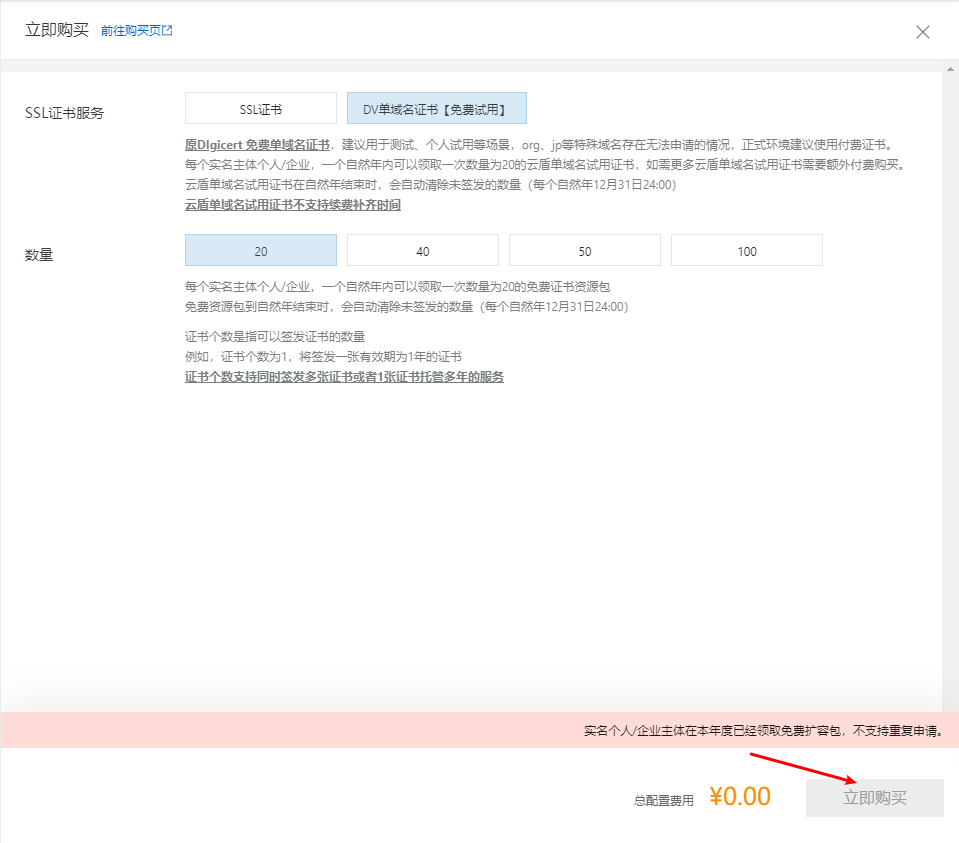 立即购买 前往购买页
SSL证书服务
SSL证书 DV单域名证书【免费试用】
原DIgicert 免费单域名证书，建议用于测试、个人试用等场景，org、jp等特殊域名存在无法申请的情况，正式环境建议使用付费证书。
每个实名主体个人/企业，一个自然年内可以领取一次数量为20的云盾单域名试用证书，如需更多云盾单域名试用证书需要额外付费购买。
云盾单域名试用证书在自然年结束时，会自动清除未签发的数量（每个自然年12月31日24:00）
云盾单域名试用证书不支持续费补齐时间
数量
20 40 50 100
每个实名主体个人/企业，一个自然年内可以领取一次数量为20的免费证书资源包
免费资源包到自然年结束时，会自动清除未签发的数量（每个自然年12月31日24:00）
证书个数是指可以签发证书的数量
例如，证书个数为1，将签发一张有效期为1年的证书
证书个数支持同时签发多张证书或者1张证书托管多年的服务
实名个人/企业主体在本年度已经领取免费扩容包，不支持重复申请。
总配置费用 ¥0.00 立即购买